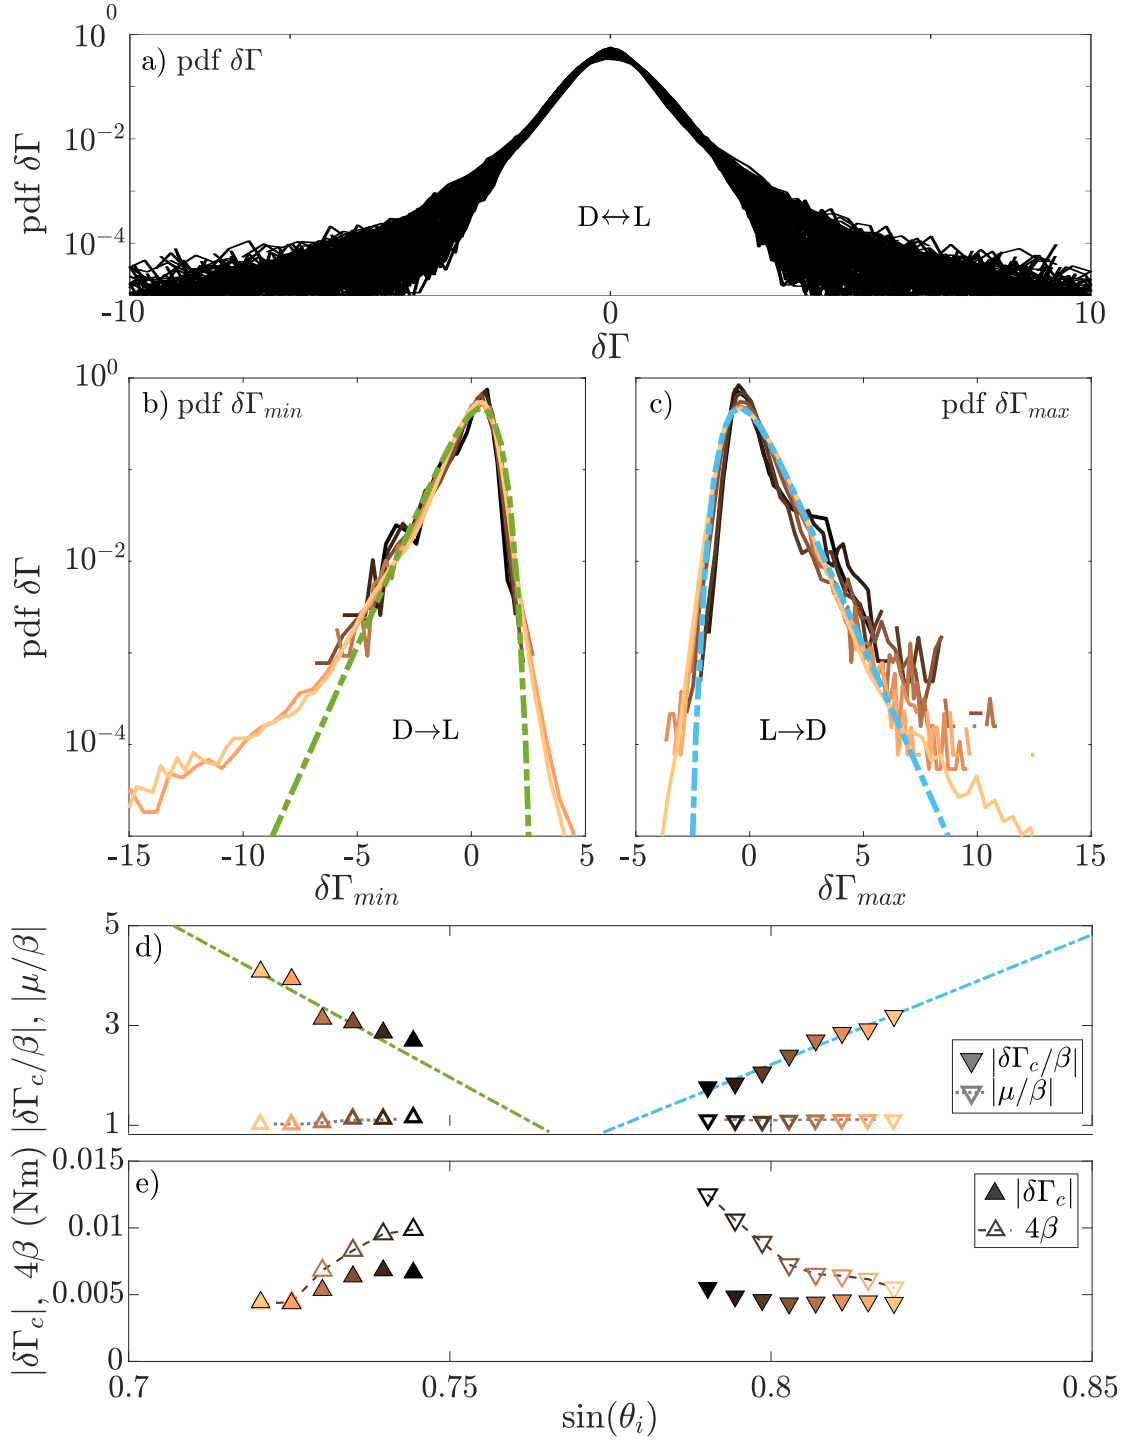 0
10⁰
a) pdf δΓ
10⁻²
pdf δΓ
D↔L
10⁻⁴
-10 0 10
δΓ
10⁰
b) pdf δΓ_min
c) pdf δΓ_max
10⁻²
pdf δΓ
D→L
L→D
10⁻⁴
-15 -10 -5 0 5
-5 0 5 10 15
δΓ_min
δΓ_max
5
d)
3
|δΓ_c/β|, |μ/β|
|δΓ_c/β|
|μ/β|
1
0.015
e)
|δΓ_c|
4β
0.01
|δΓ_c|, 4β (Nm)
0.005
0
0.7 0.75 0.8 0.85
sin(θ_i)